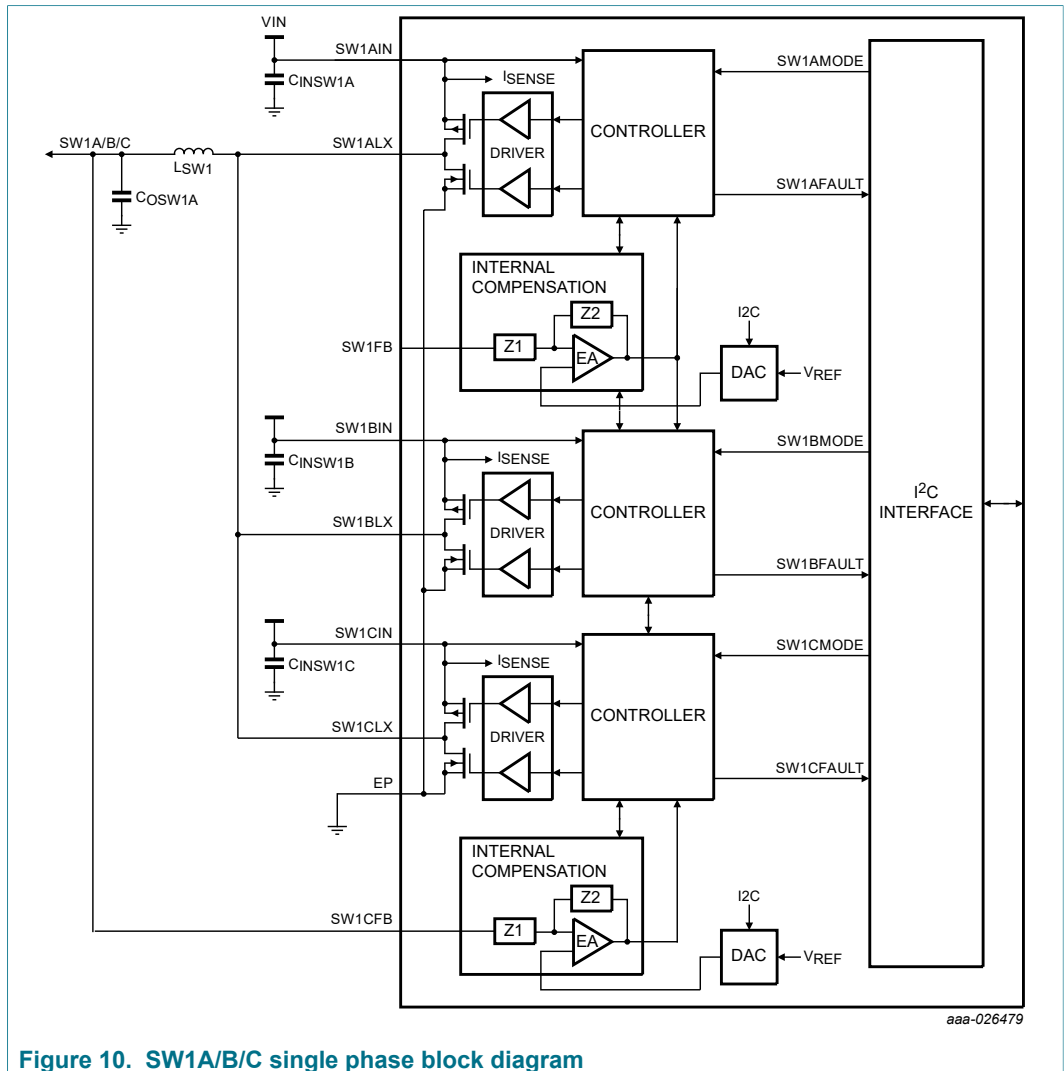 VIN
SW1AIN
CINSW1A
ISENSE
SW1AMODE
CONTROLLER
SW1A/B/C
LSW1
SW1ALX
DRIVER
COSW1A
SW1AFAULT
INTERNAL
COMPENSATION
Z2
I2C
SW1FB
Z1
EA
DAC
VREF
SW1BIN
CINSW1B
ISENSE
SW1BMODE
I2C
INTERFACE
CONTROLLER
SW1BLX
DRIVER
SW1BFAULT
SW1CIN
CINSW1C
ISENSE
SW1CMODE
CONTROLLER
SW1CLX
DRIVER
SW1CFAULT
EP
INTERNAL
COMPENSATION
Z2
I2C
SW1CFB
Z1
EA
DAC
VREF
aaa-026479
Figure 10. SW1A/B/C single phase block diagram